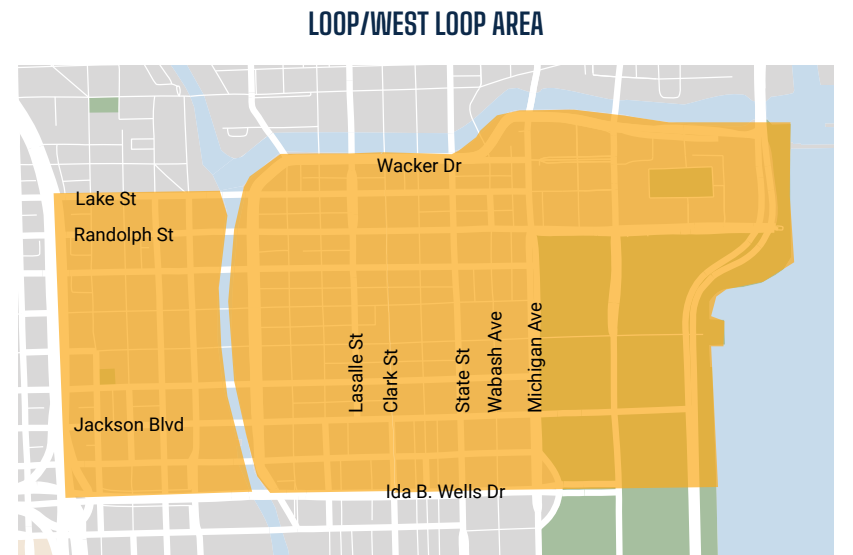 LOOP/WEST LOOP AREA
Wacker Dr
Lake St
Randolph St
Lasalle St
Clark St
State St
Wabash Ave
Michigan Ave
Jackson Blvd
Ida B. Wells Dr